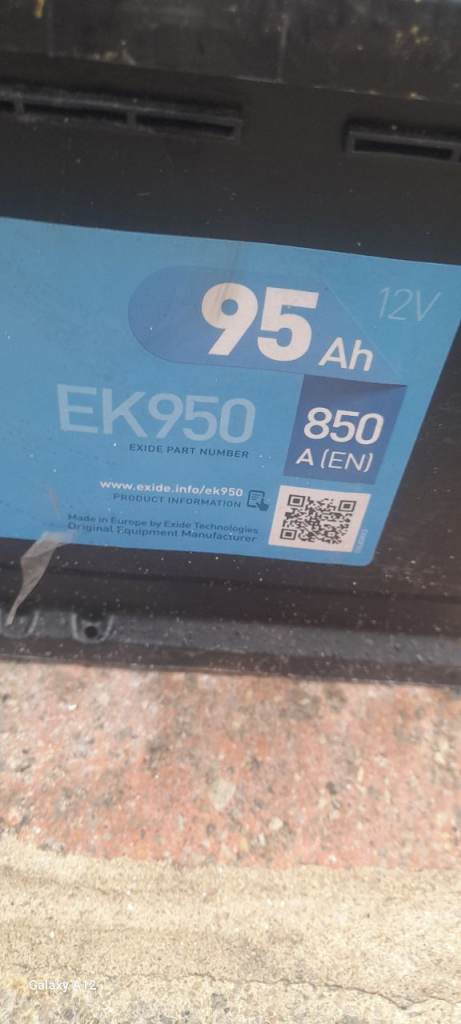 12V
95 Ah
EK950
EXIDE PART NUMBER
850
A (EN)
www.exide.info/ek950
PRODUCT INFORMATION
Made in Europe by Exide Technologies
Original Equipment Manufacturer
Galaxy A12